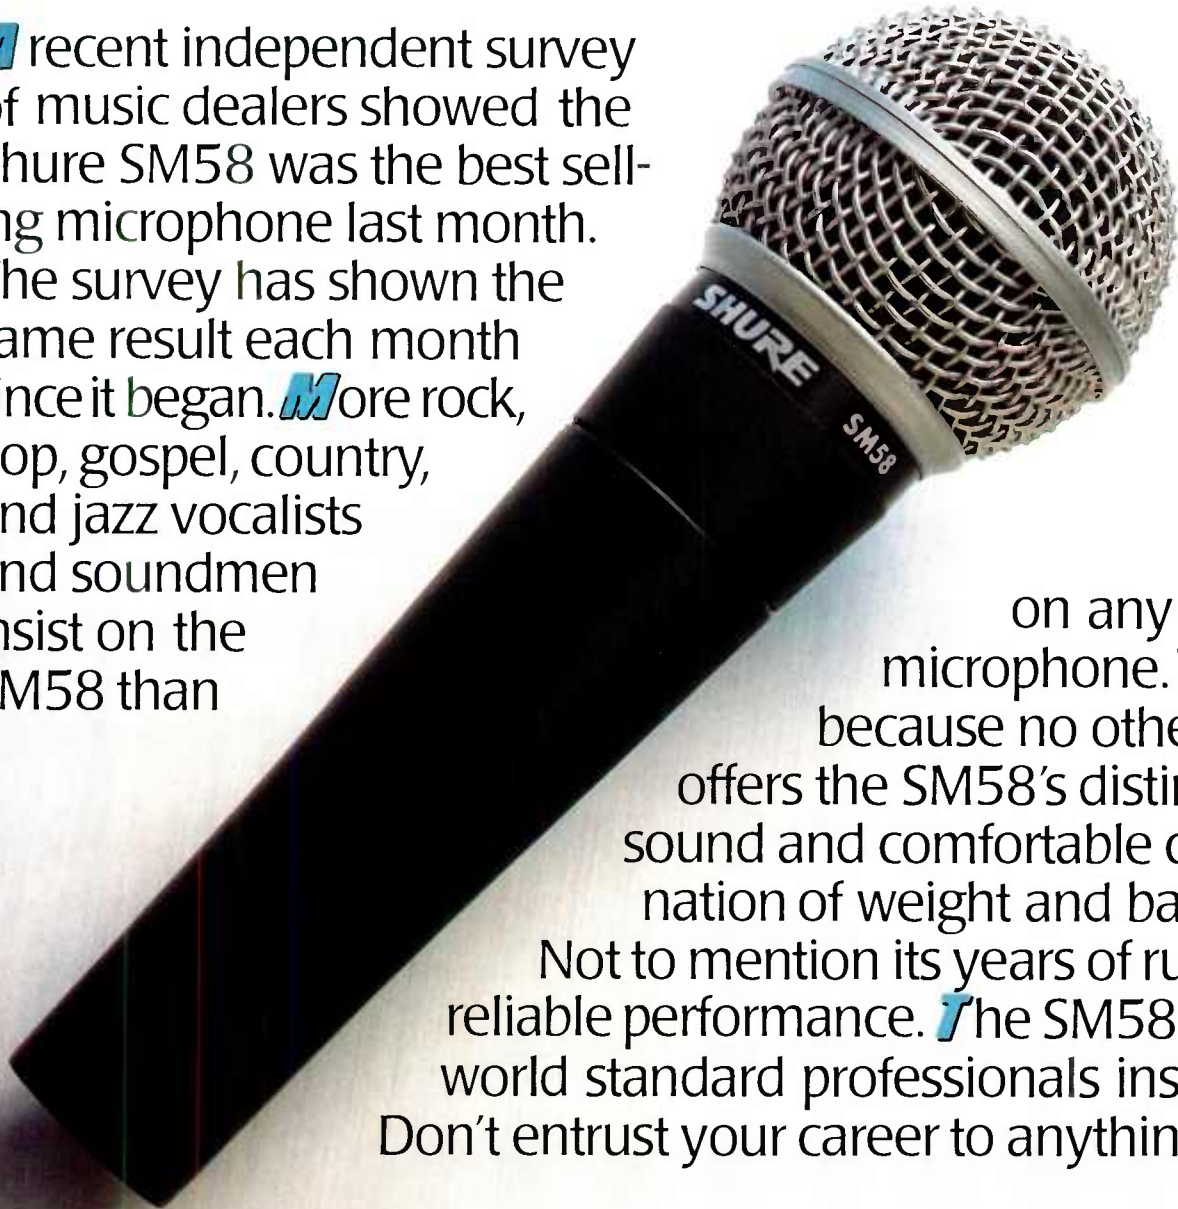 recent independent survey
of music dealers showed the
hure SM58 was the best sell-
ng microphone last month.
he survey has shown the
ame result each month
nce it began. More rock,
op, gospel, country,
nd jazz vocalists
nd soundmen
nsist on the
M58 than
SHURE
SM58
on any
microphone.
because no othe
offers the SM58's distin
sound and comfortable c
nation of weight and ba
Not to mention its years of ru
reliable performance. The SM58
world standard professionals ins
Don't entrust your career to anythin